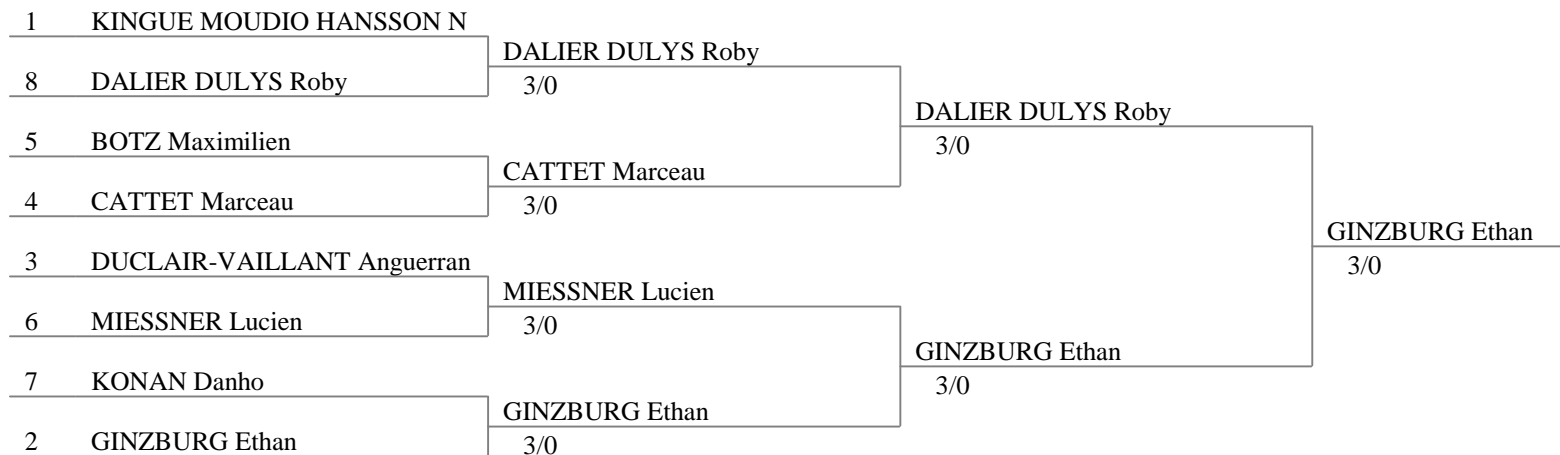 1 KINGUE MOUDIO HANSSON N
DALIER DULYS Roby
8 DALIER DULYS Roby
3/0
DALIER DULYS Roby
5 BOTZ Maximilien
3/0
CATTET Marceau
4 CATTET Marceau
3/0
GINZBURG Ethan
3 DUCLAIR-VAILLANT Anguerran
3/0
MIESSNER Lucien
6 MIESSNER Lucien
3/0
GINZBURG Ethan
7 KONAN Danho
3/0
GINZBURG Ethan
2 GINZBURG Ethan
3/0